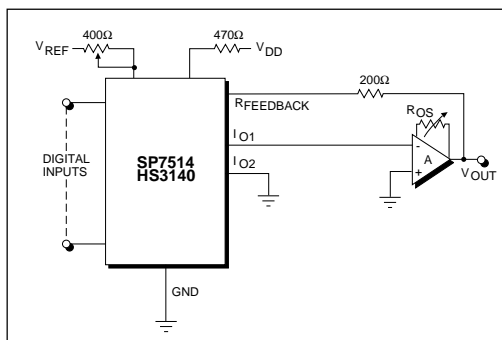 400Ω
470Ω
VREF
VDD
200Ω
RFEEDBACK
ROS
IO1
SP7514
HS3140
DIGITAL
INPUTS
IO2
-
A
+
VOUT
GND